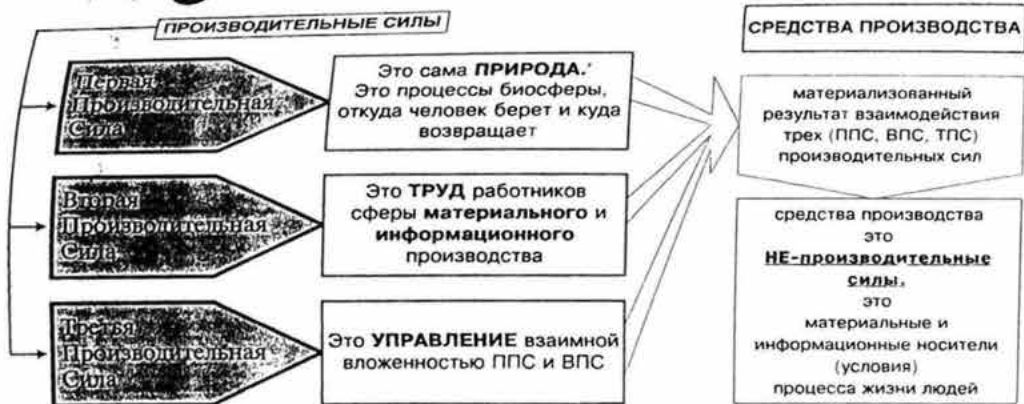 ПРОИЗВОДИТЕЛЬНЫЕ СИЛЫ
Первая
Производительная
Сила
Это сама ПРИРОДА.
Это процессы биосферы,
откуда человек берет и куда
возвращает
Вторая
Производительная
Сила
Это ТРУД работников
сферы материального и
информационного
производства
Третья
Производительная
Сила
Это УПРАВЛЕНИЕ взаимной
вложенностью ППС и ВПС
СРЕДСТВА ПРОИЗВОДСТВА
материализованный
результат взаимодействия
трех (ППС, ВПС, ТПС)
производительных сил
средства производства
это
НЕ-производительные
силы.
это
материальные и
информационные носители
(условия)
процесса жизни людей